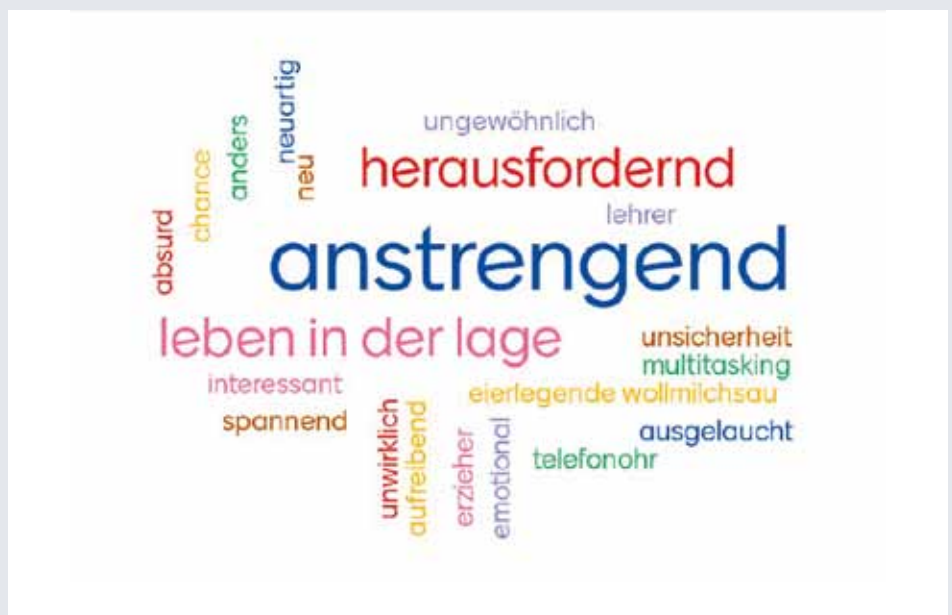 neuartig
anders
ungewöhnlich
chance
neu
herausfordernd
absurd
lehrer
anstrengend
leben in der lage
unsicherheit
multitasking
interessant
eierlegende wollmilchsau
spannend
unwirklich
aufreibend
erzieher
emotional
ausgelaucht
telefonohr